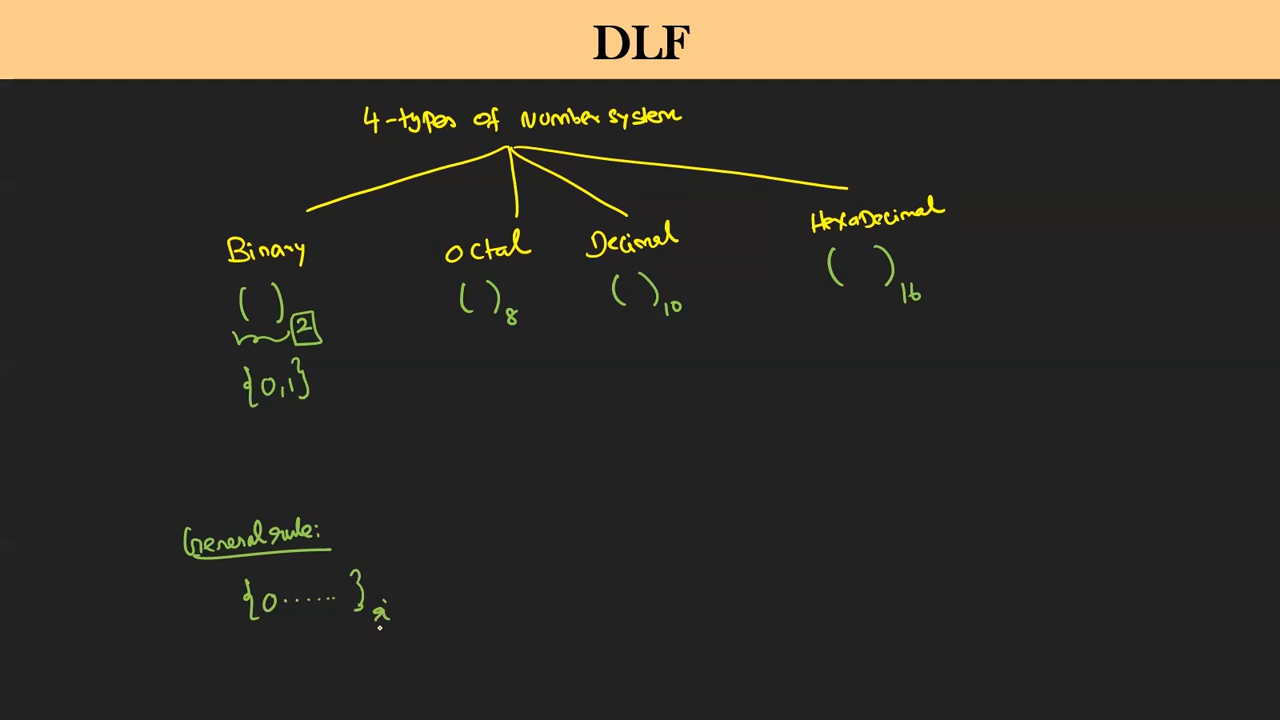 DLF
4-types of Number system
Binary Octal Decimal HexaDecimal
( )₂ ( )₈ ( )₁₀ ( )₁₆
{0,1}
General rule:
{0......}